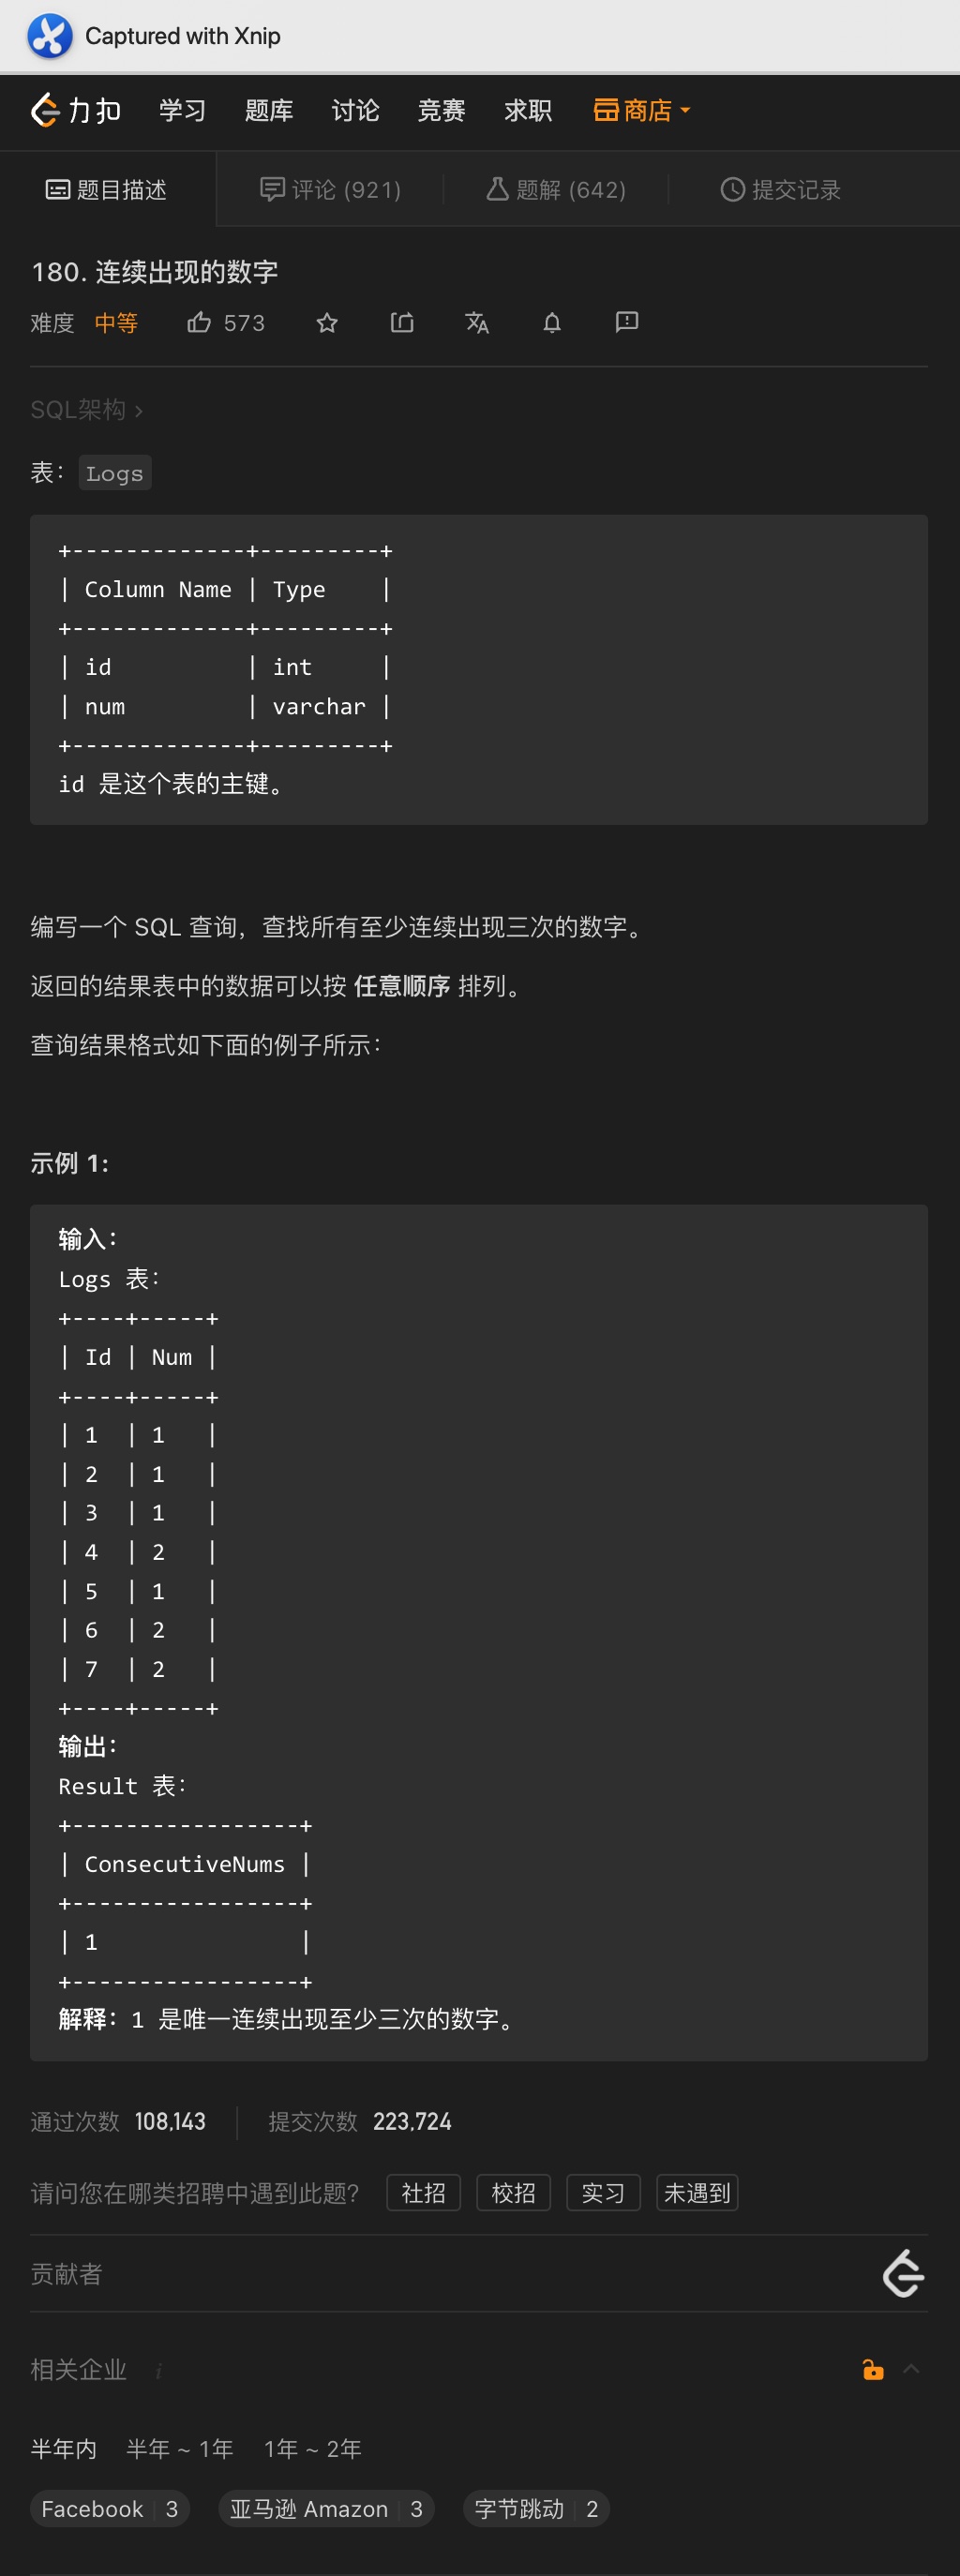 Captured with Xnip
力扣 学习 题库 讨论 竞赛 求职 商店
题目描述 评论 (921) 题解 (642) 提交记录
180. 连续出现的数字
难度 中等 573
SQL架构 >
表： Logs
+-------------+---------+
| Column Name | Type    |
+-------------+---------+
| id          | int     |
| num         | varchar |
+-------------+---------+
id 是这个表的主键。
编写一个 SQL 查询，查找所有至少连续出现三次的数字。
返回的结果表中的数据可以按 任意顺序 排列。
查询结果格式如下面的例子所示：
示例 1:
输入：
Logs 表：
+----+-----+
| Id | Num |
+----+-----+
| 1  | 1   |
| 2  | 1   |
| 3  | 1   |
| 4  | 2   |
| 5  | 1   |
| 6  | 2   |
| 7  | 2   |
+----+-----+
输出：
Result 表：
+-----------------+
| ConsecutiveNums |
+-----------------+
| 1               |
+-----------------+
解释：1 是唯一连续出现至少三次的数字。
通过次数 108,143 提交次数 223,724
请问您在哪类招聘中遇到此题? 社招 校招 实习 未遇到
贡献者
相关企业 i
半年内 半年 ~ 1年 1年 ~ 2年
Facebook | 3 亚马逊 Amazon | 3 字节跳动 | 2